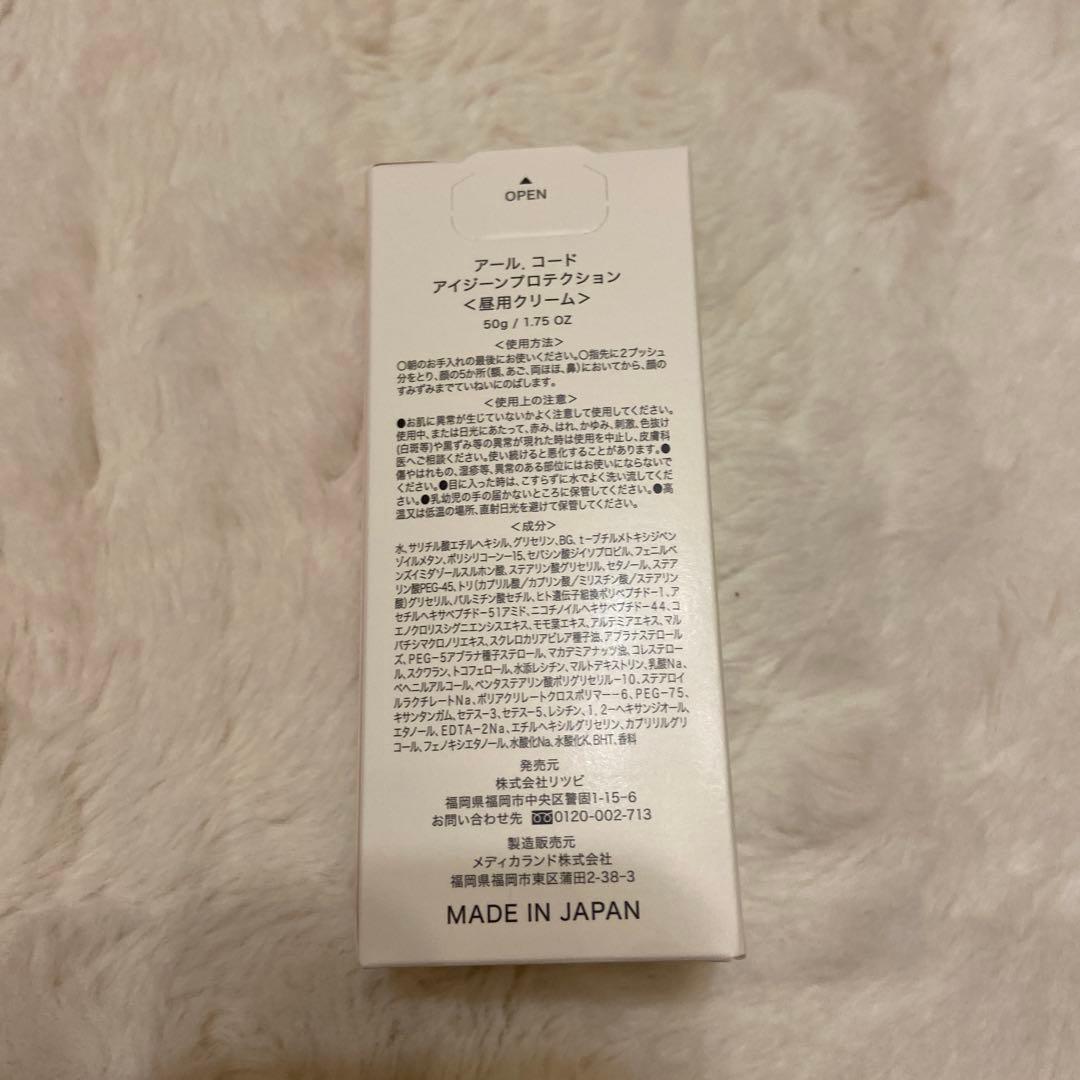 ▲
OPEN
アール. コード
アイジーンプロテクション
＜昼用クリーム＞
50g / 1.75 OZ
＜使用方法＞
○朝のお手入れの最後にお使いください。○指先に2プッシュ
分をとり、顔の5か所(額、あご、両ほほ、鼻)においてから、顔の
すみずみまでていねいにのばします。
＜使用上の注意＞
●お肌に異常が生じていないかよく注意して使用してください。
使用中、または日光にあたって、赤み、はれ、かゆみ、刺激、色抜け
(白斑等)や黒ずみ等の異常が現れた時は使用を中止し、皮膚科
医へご相談ください。使い続けると悪化することがあります。●
傷やはれもの、湿疹等、異常のある部位にはお使いにならないで
ください。●目に入った時は、こすらずに水でよく洗い流してくだ
さい。●乳幼児の手の届かないところに保管してください。●高
温又は低温の場所、直射日光を避けて保管してください。
＜成分＞
水、サリチル酸エチルヘキシル、グリセリン、BG、t-ブチルメトキシジベン
ゾイルメタン、ポリシリコーン-15、セバシン酸ジイソプロピル、フェニルベ
ンズイミダゾールスルホン酸、ステアリン酸グリセリル、セタノール、ステア
リン酸PEG-45、トリ(カプリル酸/カプリン酸/ミリスチン酸/ステアリン
酸)グリセリル、パルミチン酸セチル、ヒト遺伝子組換ポリペプチド-1、ア
セチルヘキサペプチド-51アミド、ニコチノイルヘキサペプチド-44、コ
エノクロリスシグニエンシスエキス、モモ葉エキス、アルテミアエキス、マル
バチシマクロノリエキス、スクレロカリアビレア種子油、アブラナステロール
ズ、PEG-5アブラナ種子ステロール、マカデミアナッツ油、コレステロー
ル、スクワラン、トコフェロール、水添レシチン、マルトデキストリン、乳酸Na、
ベヘニルアルコール、ペンタステアリン酸ポリグリセリル-10、ステアロイ
ルラクチレートNa、ポリアクリレートクロスポリマー-6、PEG-75、
キサンタンガム、セテス-3、セテス-5、レシチン、1,2-ヘキサンジオール、
エタノール、EDTA-2Na、エチルヘキシルグリセリン、カプリリルグリ
コール、フェノキシエタノール、水酸化Na、水酸化K、BHT、香料
発売元
株式会社リツビ
福岡県福岡市中央区警固1-15-6
お問い合わせ先 0120-002-713
製造販売元
メディカランド株式会社
福岡県福岡市東区蒲田2-38-3
MADE IN JAPAN